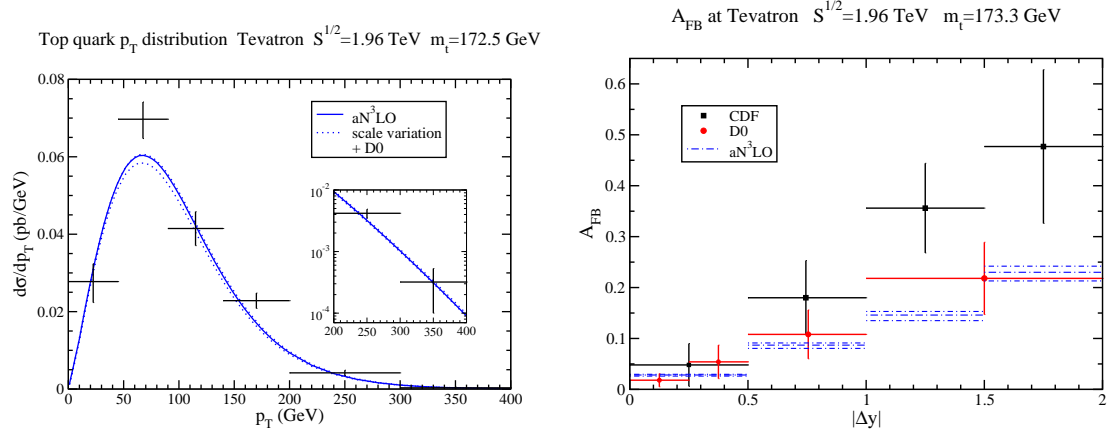 Top quark p_T distribution Tevatron S^1/2=1.96 TeV m_t=172.5 GeV
0.08
0.06
0.04
0.02
0
dσ/dp_T (pb/GeV)
aN³LO
scale variation
+ D0
10^-2
10^-3
10^-4
200 250 300 350 400
0 50 100 150 200 250 300 350 400
p_T (GeV)
A_FB at Tevatron S^1/2=1.96 TeV m_t=173.3 GeV
0.6
0.5
0.4
0.3
0.2
0.1
0
A_FB
CDF
D0
aN³LO
0 0.5 1 1.5 2
|Δy|